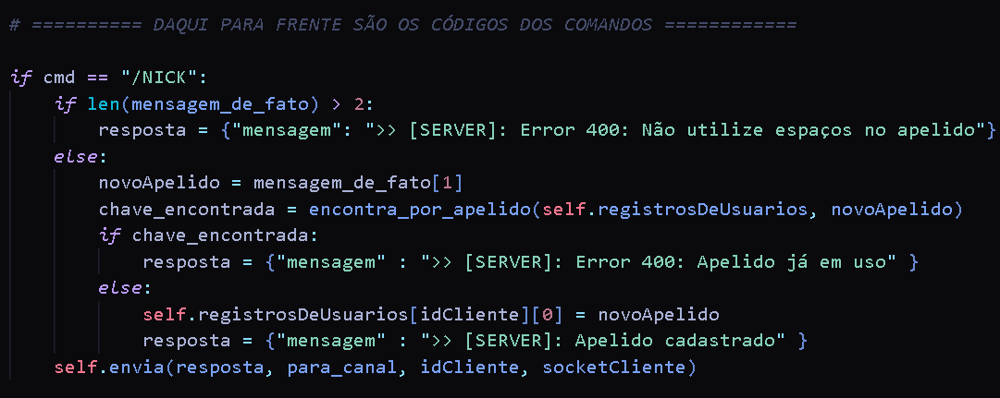 # ========== DAQUI PARA FRENTE SÃO OS CÓDIGOS DOS COMANDOS ============
if cmd == "/NICK":
if len(mensagem_de_fato) > 2:
resposta = {"mensagem": ">> [SERVER]: Error 400: Não utilize espaços no apelido"}
else:
novoApelido = mensagem_de_fato[1]
chave_encontrada = encontra_por_apelido(self.registrosDeUsuarios, novoApelido)
if chave_encontrada:
resposta = {"mensagem" : ">> [SERVER]: Error 400: Apelido já em uso" }
else:
self.registrosDeUsuarios[idCliente][0] = novoApelido
resposta = {"mensagem" : ">> [SERVER]: Apelido cadastrado" }
self.envia(resposta, para_canal, idCliente, socketCliente)